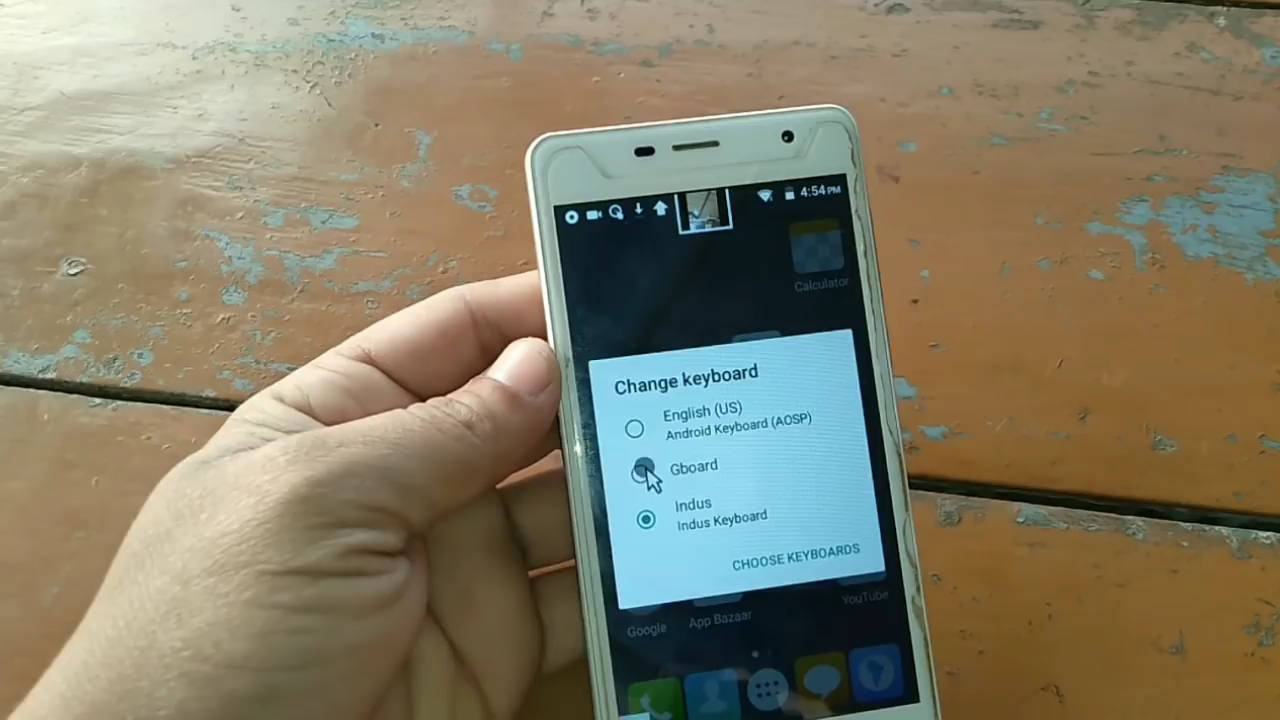 4:54 PM
Calculator
Change keyboard
English (US)
Android Keyboard (AOSP)
Gboard
Indus
Indus Keyboard
CHOOSE KEYBOARDS
Google
App Bazaar
YouTube